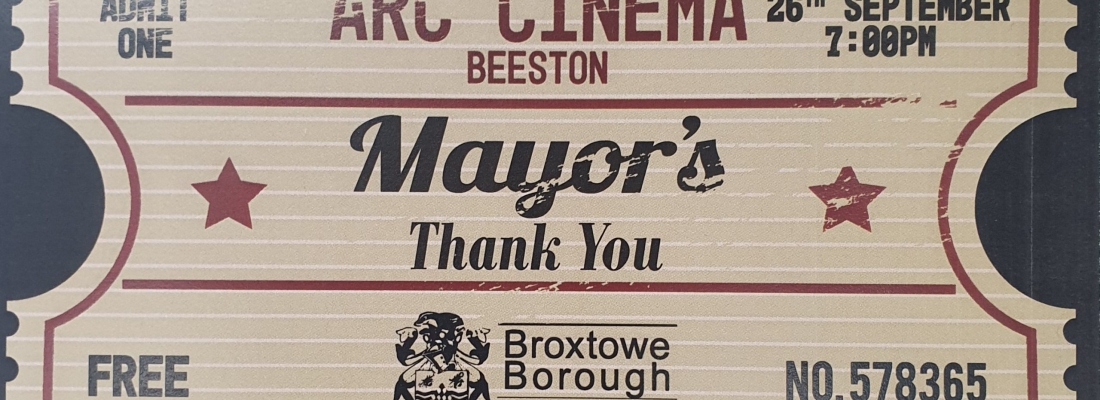 ADMIT
ONE
ARC CINEMA
BEESTON
26TH SEPTEMBER
7:00PM
Mayor's
Thank You
FREE
Broxtowe
Borough
NO.578365